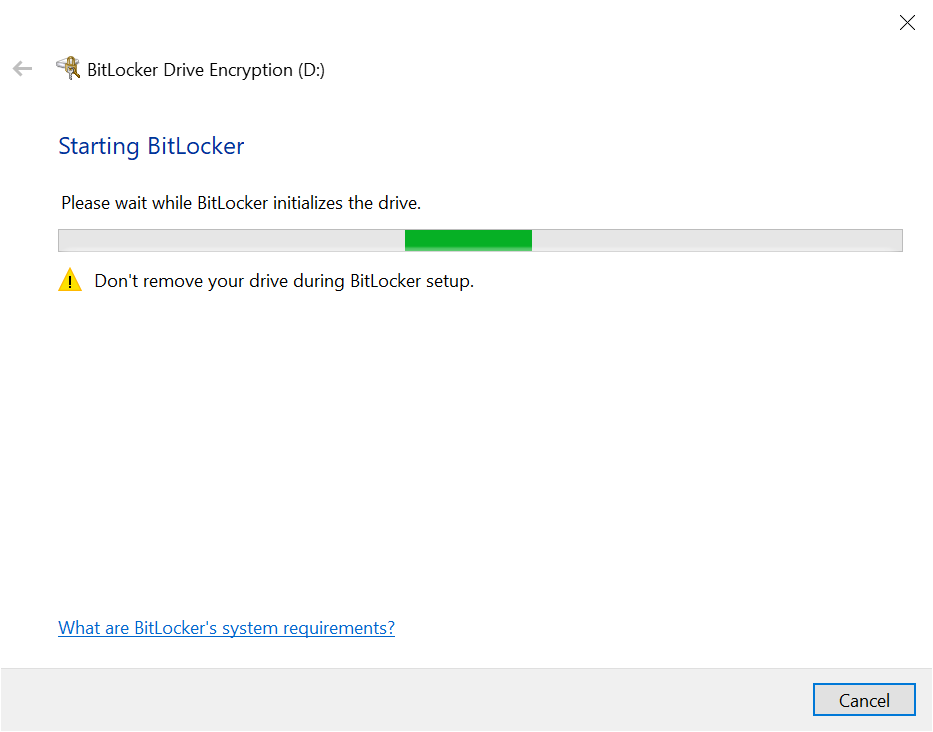 BitLocker Drive Encryption (D:)
Starting BitLocker
Please wait while BitLocker initializes the drive.
Don't remove your drive during BitLocker setup.
What are BitLocker's system requirements?
Cancel